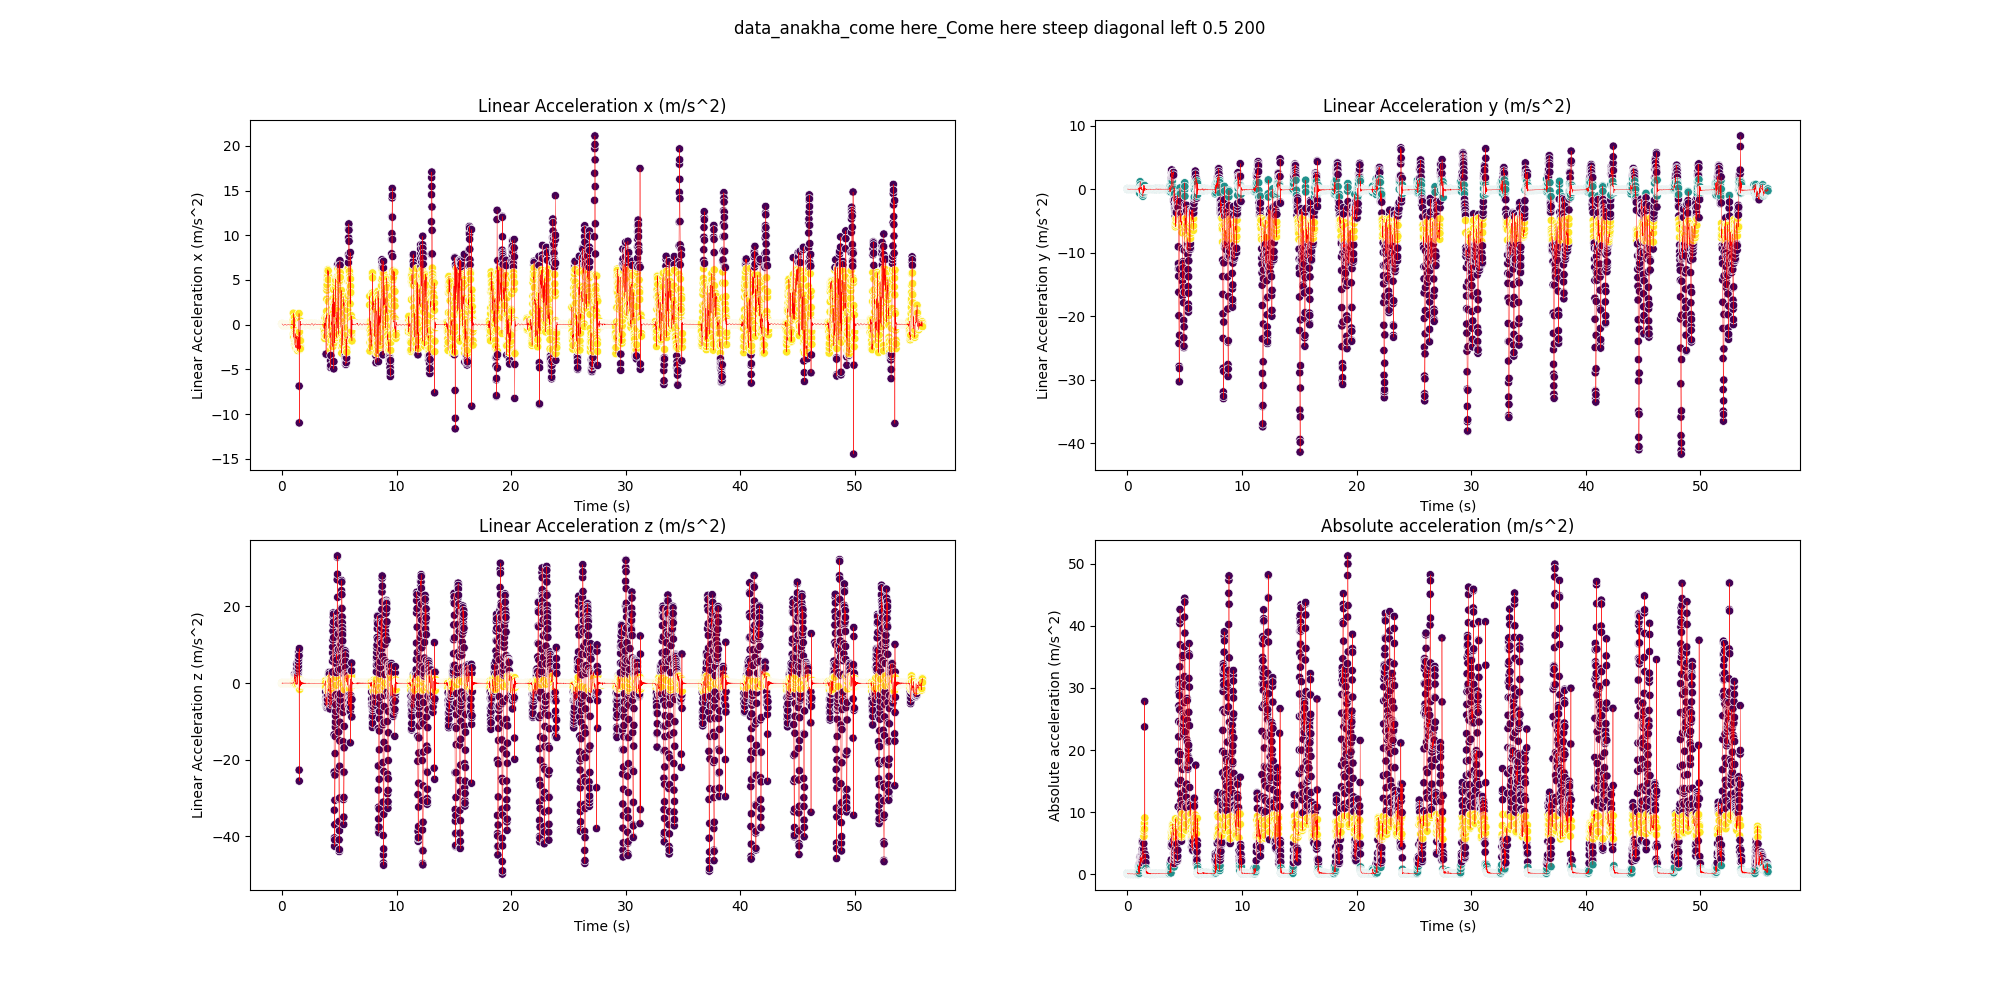 data_anakha_come here_Come here steep diagonal left 0.5 200
Linear Acceleration x (m/s^2)
Linear Acceleration x (m/s^2)
20
15
10
5
0
−5
−10
−15
0 10 20 30 40 50
Time (s)
Linear Acceleration y (m/s^2)
Linear Acceleration y (m/s^2)
10
0
−10
−20
−30
−40
0 10 20 30 40 50
Time (s)
Linear Acceleration z (m/s^2)
Linear Acceleration z (m/s^2)
20
0
−20
−40
0 10 20 30 40 50
Time (s)
Absolute acceleration (m/s^2)
Absolute acceleration (m/s^2)
50
40
30
20
10
0
0 10 20 30 40 50
Time (s)